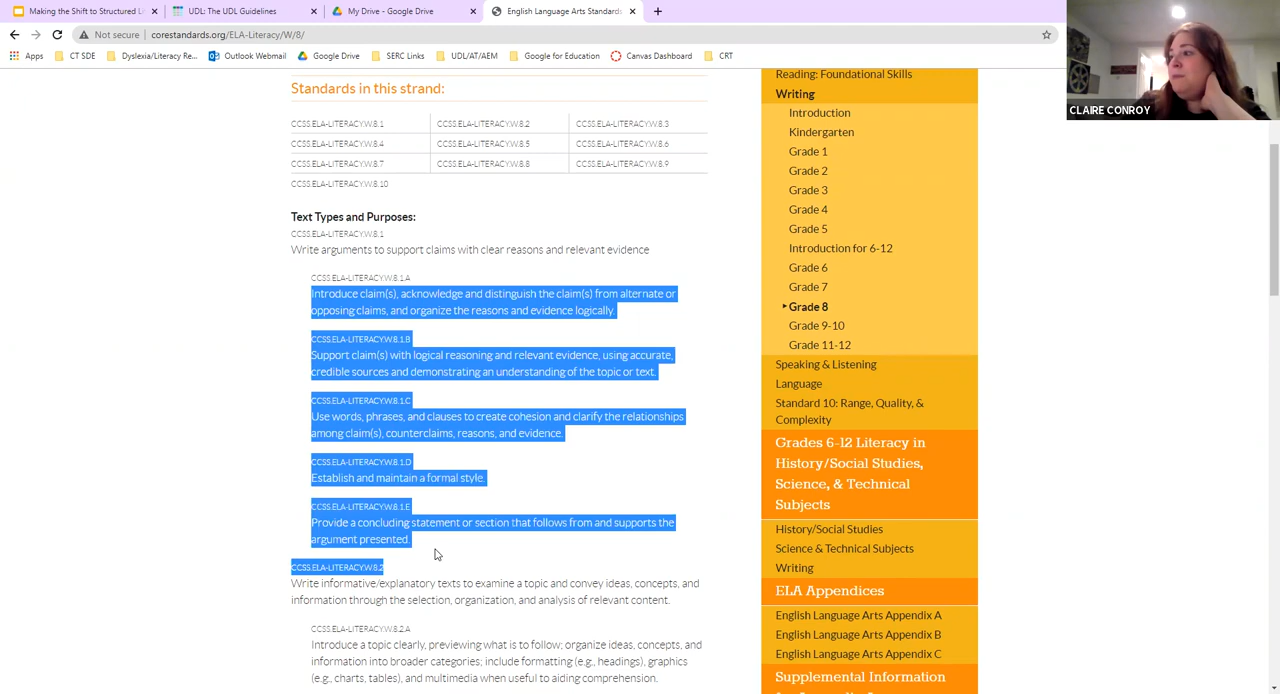 Making the Shift to Structured Li
UDL: The UDL Guidelines
My Drive - Google Drive
English Language Arts Standards
Not secure
corestandards.org/ELA-Literacy/W/8/
Apps
CT SDE
Dyslexia/Literacy Re...
Outlook Webmail
Google Drive
SERC Links
UDL/AT/AEM
Google for Education
Canvas Dashboard
CRT
CLAIRE CONROY
Standards in this strand:
CCSS.ELA-LITERACY.W.8.1 CCSS.ELA-LITERACY.W.8.2 CCSS.ELA-LITERACY.W.8.3
CCSS.ELA-LITERACY.W.8.4 CCSS.ELA-LITERACY.W.8.5 CCSS.ELA-LITERACY.W.8.6
CCSS.ELA-LITERACY.W.8.7 CCSS.ELA-LITERACY.W.8.8 CCSS.ELA-LITERACY.W.8.9
CCSS.ELA-LITERACY.W.8.10
Text Types and Purposes:
CCSS.ELA-LITERACY.W.8.1
Write arguments to support claims with clear reasons and relevant evidence
CCSS.ELA-LITERACY.W.8.1.A
Introduce claim(s), acknowledge and distinguish the claim(s) from alternate or
opposing claims, and organize the reasons and evidence logically.
CCSS.ELA-LITERACY.W.8.1.B
Support claim(s) with logical reasoning and relevant evidence, using accurate,
credible sources and demonstrating an understanding of the topic or text.
CCSS.ELA-LITERACY.W.8.1.C
Use words, phrases, and clauses to create cohesion and clarify the relationships
among claim(s), counterclaims, reasons, and evidence.
CCSS.ELA-LITERACY.W.8.1.D
Establish and maintain a formal style.
CCSS.ELA-LITERACY.W.8.1.E
Provide a concluding statement or section that follows from and supports the
argument presented.
CCSS.ELA-LITERACY.W.8.2
Write informative/explanatory texts to examine a topic and convey ideas, concepts, and
information through the selection, organization, and analysis of relevant content.
CCSS.ELA-LITERACY.W.8.2.A
Introduce a topic clearly, previewing what is to follow; organize ideas, concepts, and
information into broader categories; include formatting (e.g., headings), graphics
(e.g., charts, tables), and multimedia when useful to aiding comprehension.
Reading: Foundational Skills
Writing
Introduction
Kindergarten
Grade 1
Grade 2
Grade 3
Grade 4
Grade 5
Introduction for 6-12
Grade 6
Grade 7
Grade 8
Grade 9-10
Grade 11-12
Speaking & Listening
Language
Standard 10: Range, Quality, &
Complexity
Grades 6-12 Literacy in
History/Social Studies,
Science, & Technical
Subjects
History/Social Studies
Science & Technical Subjects
Writing
ELA Appendices
English Language Arts Appendix A
English Language Arts Appendix B
English Language Arts Appendix C
Supplemental Information